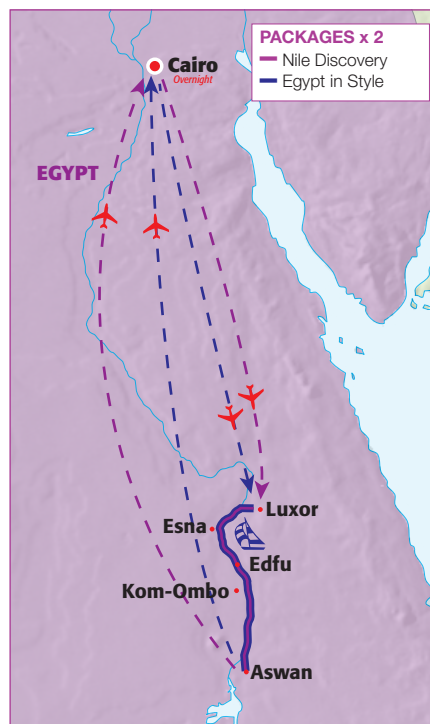 PACKAGES x 2
Nile Discovery
Egypt in Style
Cairo
Overnight
EGYPT
Luxor
Esna
Edfu
Kom-Ombo
Aswan